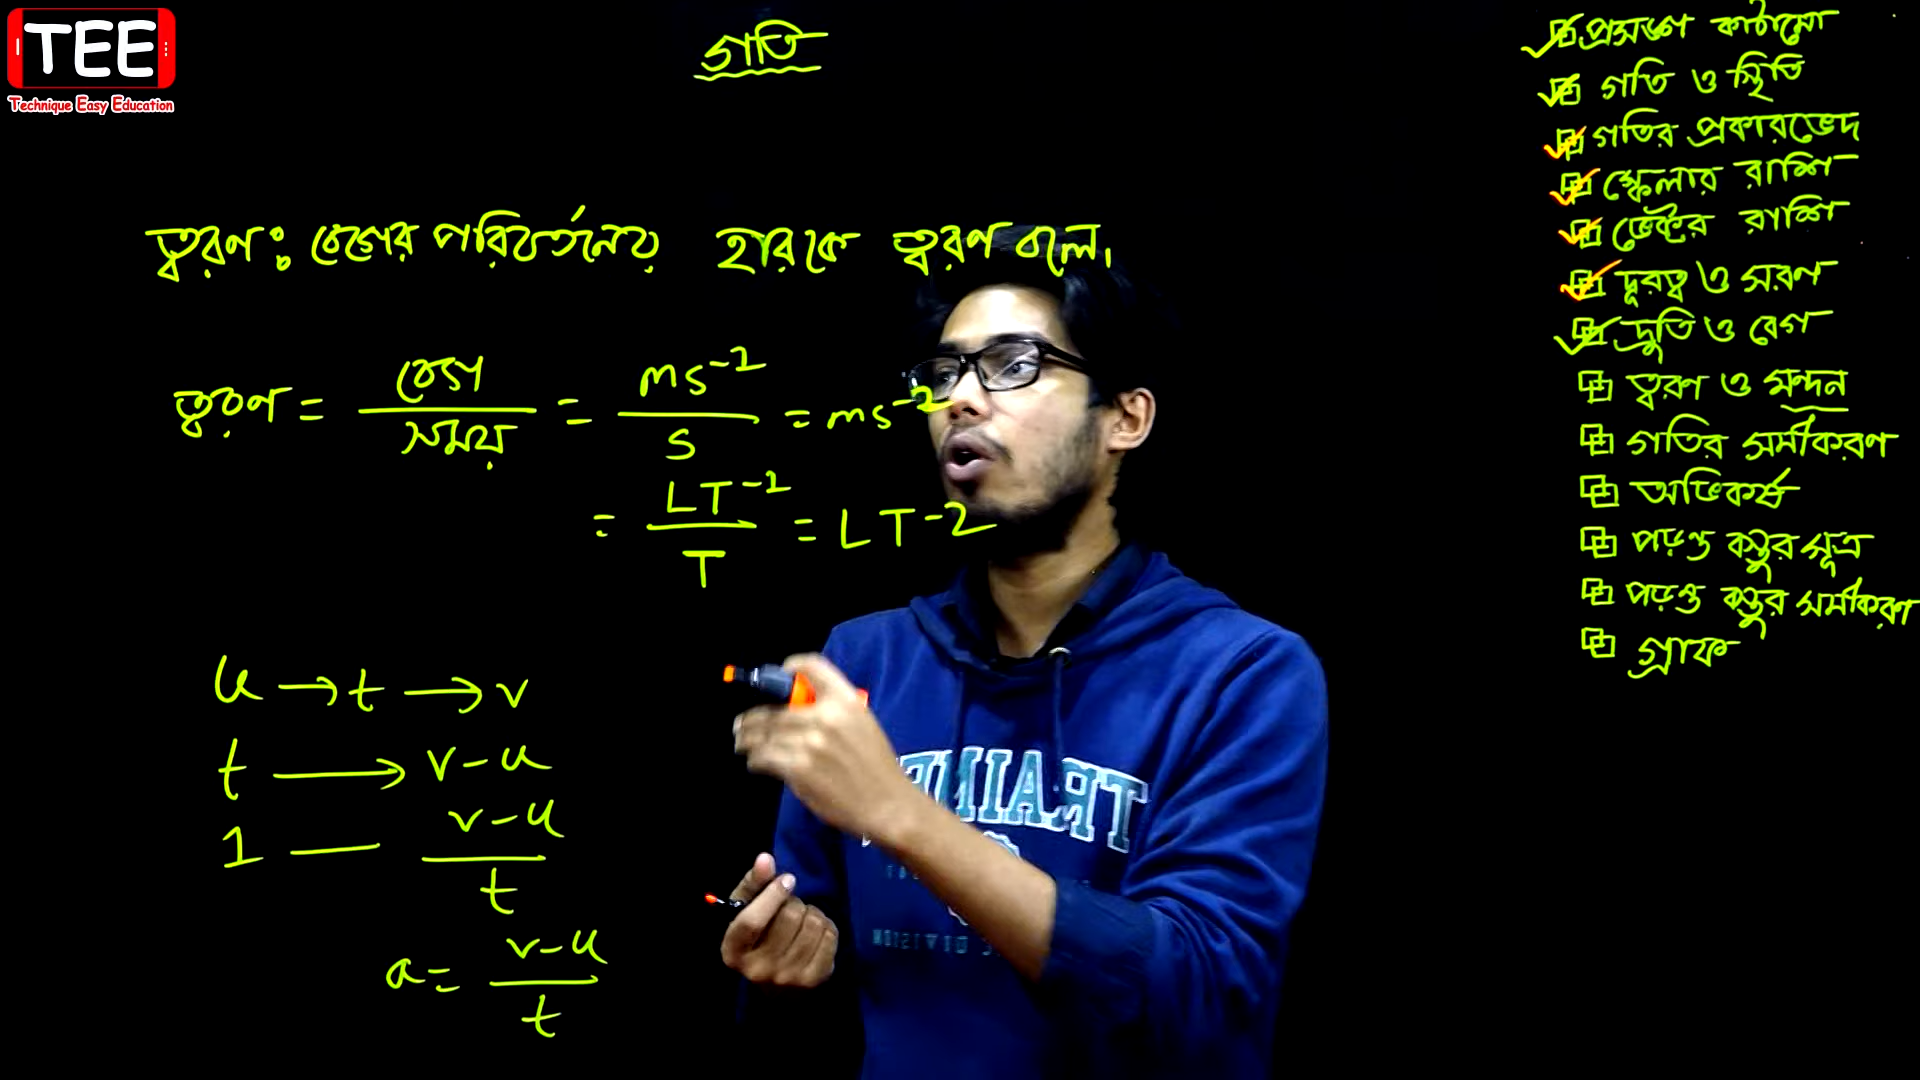 TEE
Technique Easy Education
গতি
ত্বরণ: বেগের পরিবর্তনের হারকে ত্বরণ বলে।
ত্বরণ = বেগ / সময় = ms⁻¹ / s = ms⁻²
= LT⁻¹ / T = LT⁻²
u → t → v
t → v-u
1 — v-u / t
a = v-u / t
প্রসঙ্গ কাঠামো
গতি ও স্থিতি
গতির প্রকারভেদ
স্কেলার রাশি
ভেক্টর রাশি
দূরত্ব ও সরণ
দ্রুতি ও বেগ
ত্বরণ ও মন্দন
গতির সমীকরণ
অভিকর্ষ
পড়ন্ত বস্তুর সূত্র
পড়ন্ত বস্তুর সমীকরণ
গ্রাফ
TRAINE
DIVISION